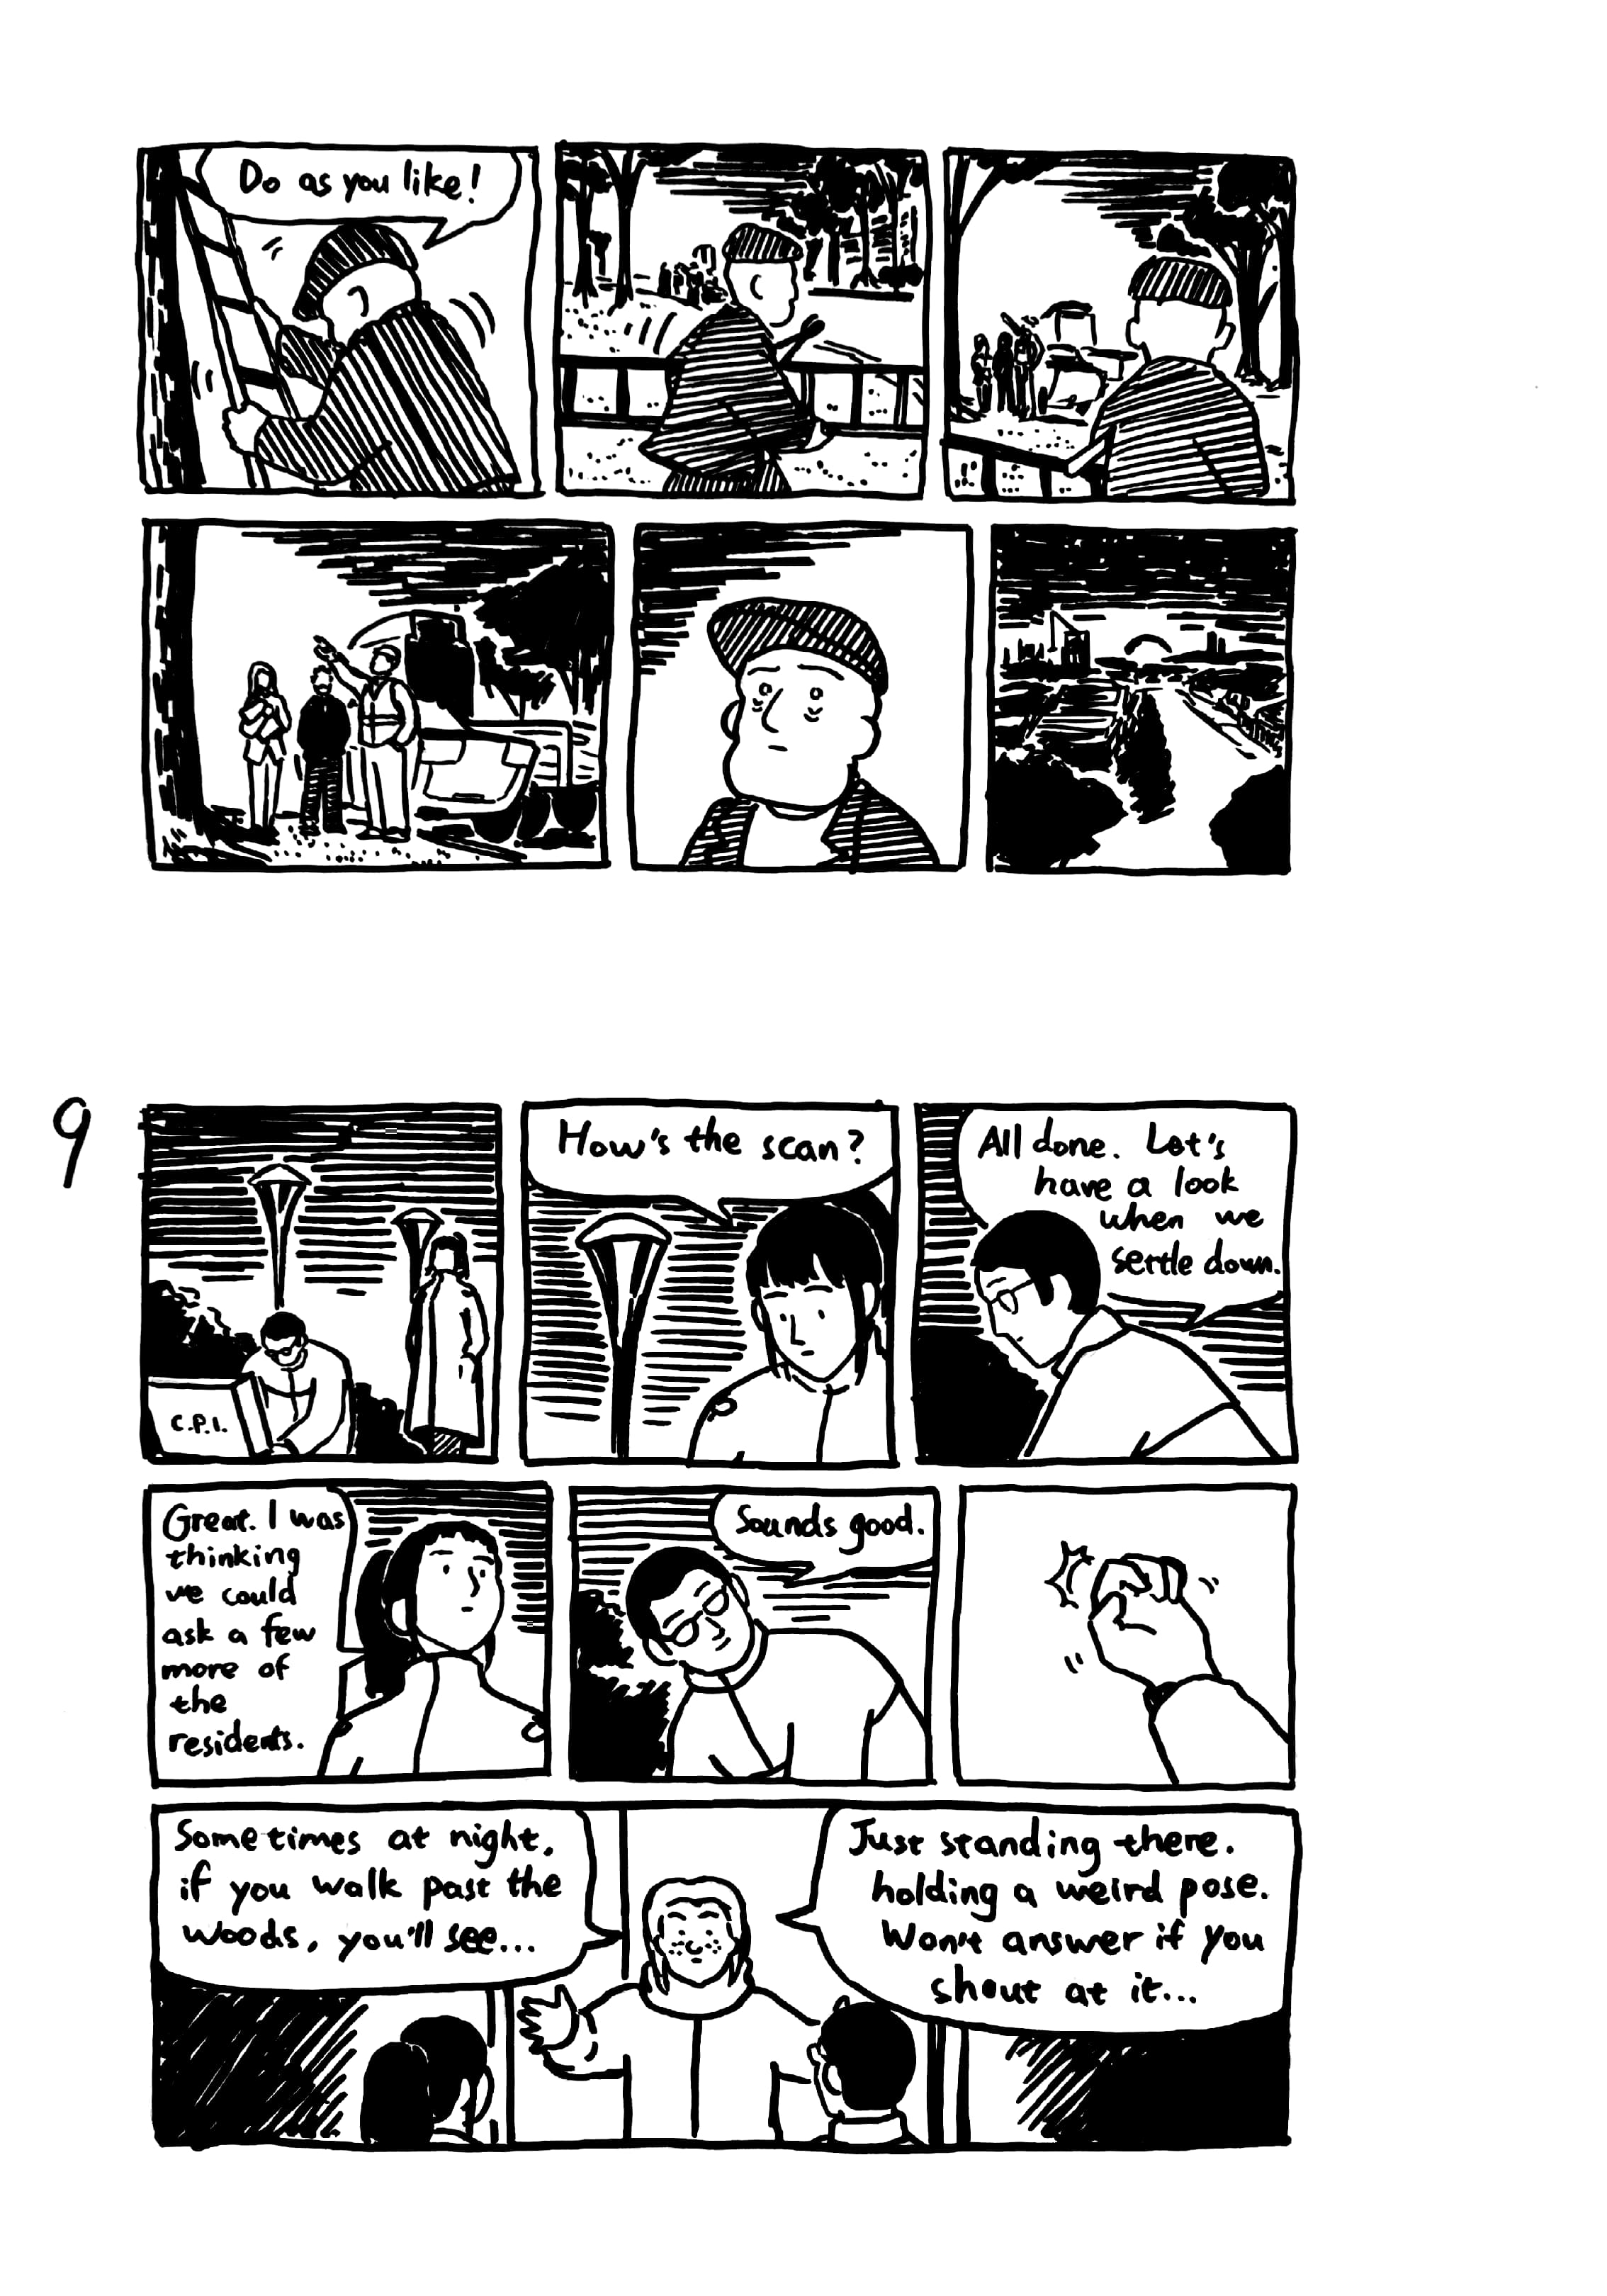 Do as you like!
9
C.P.I.
How's the scan?
All done. Let's
have a look
when we
settle down.
Great. I was
thinking
we could
ask a few
more of
the
residents.
Sounds good.
Sometimes at night,
if you walk past the
woods, you'll see...
Just standing there.
holding a weird pose.
Won't answer if you
shout at it...